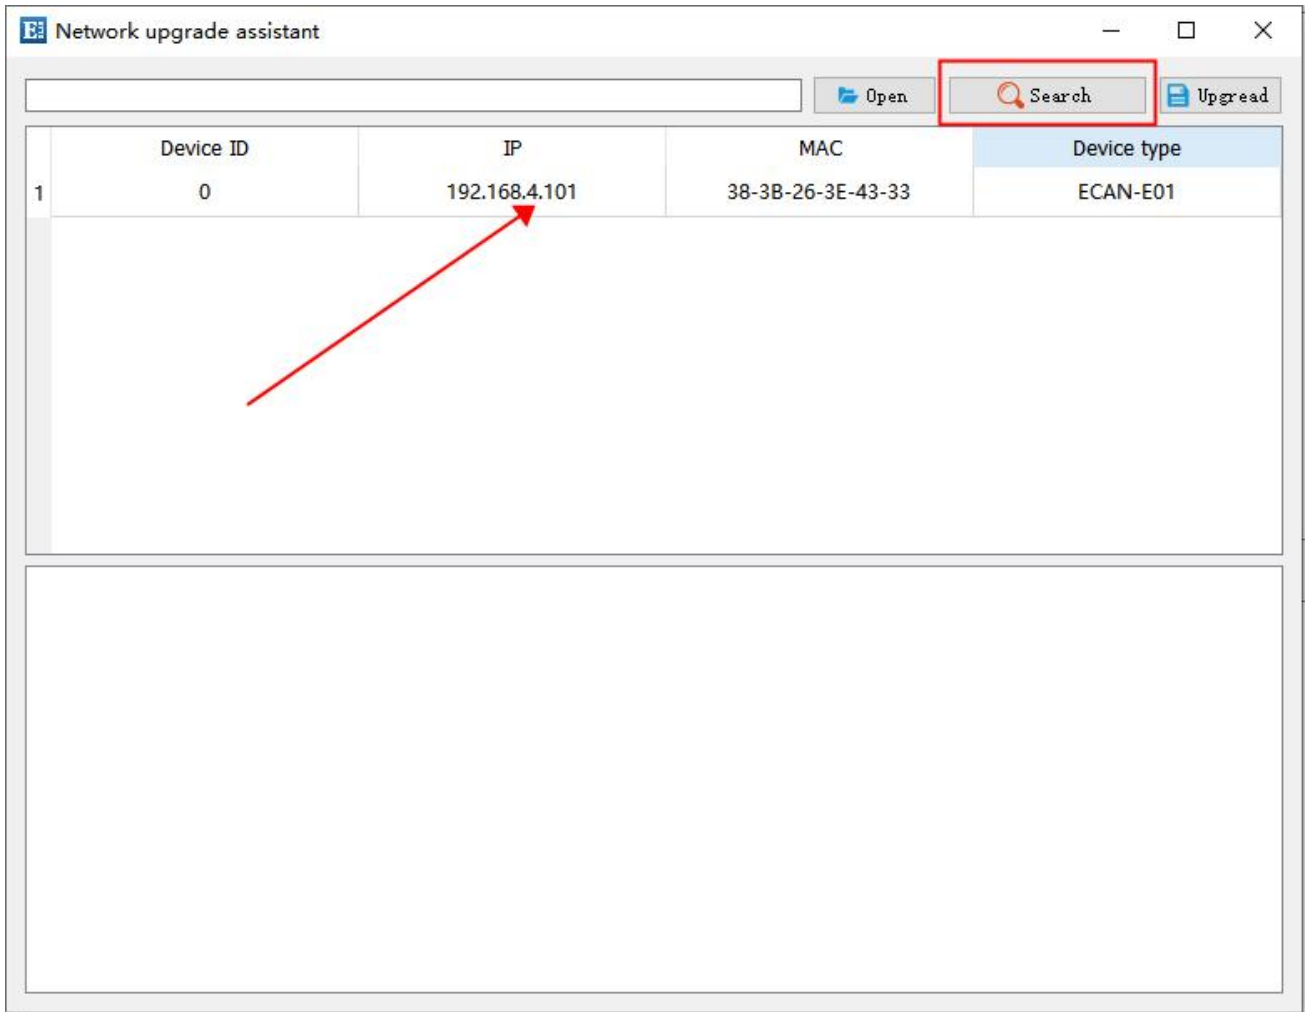 Network upgrade assistant
Open Search Upgread
Device ID IP MAC Device type
1 0 192.168.4.101 38-3B-26-3E-43-33 ECAN-E01